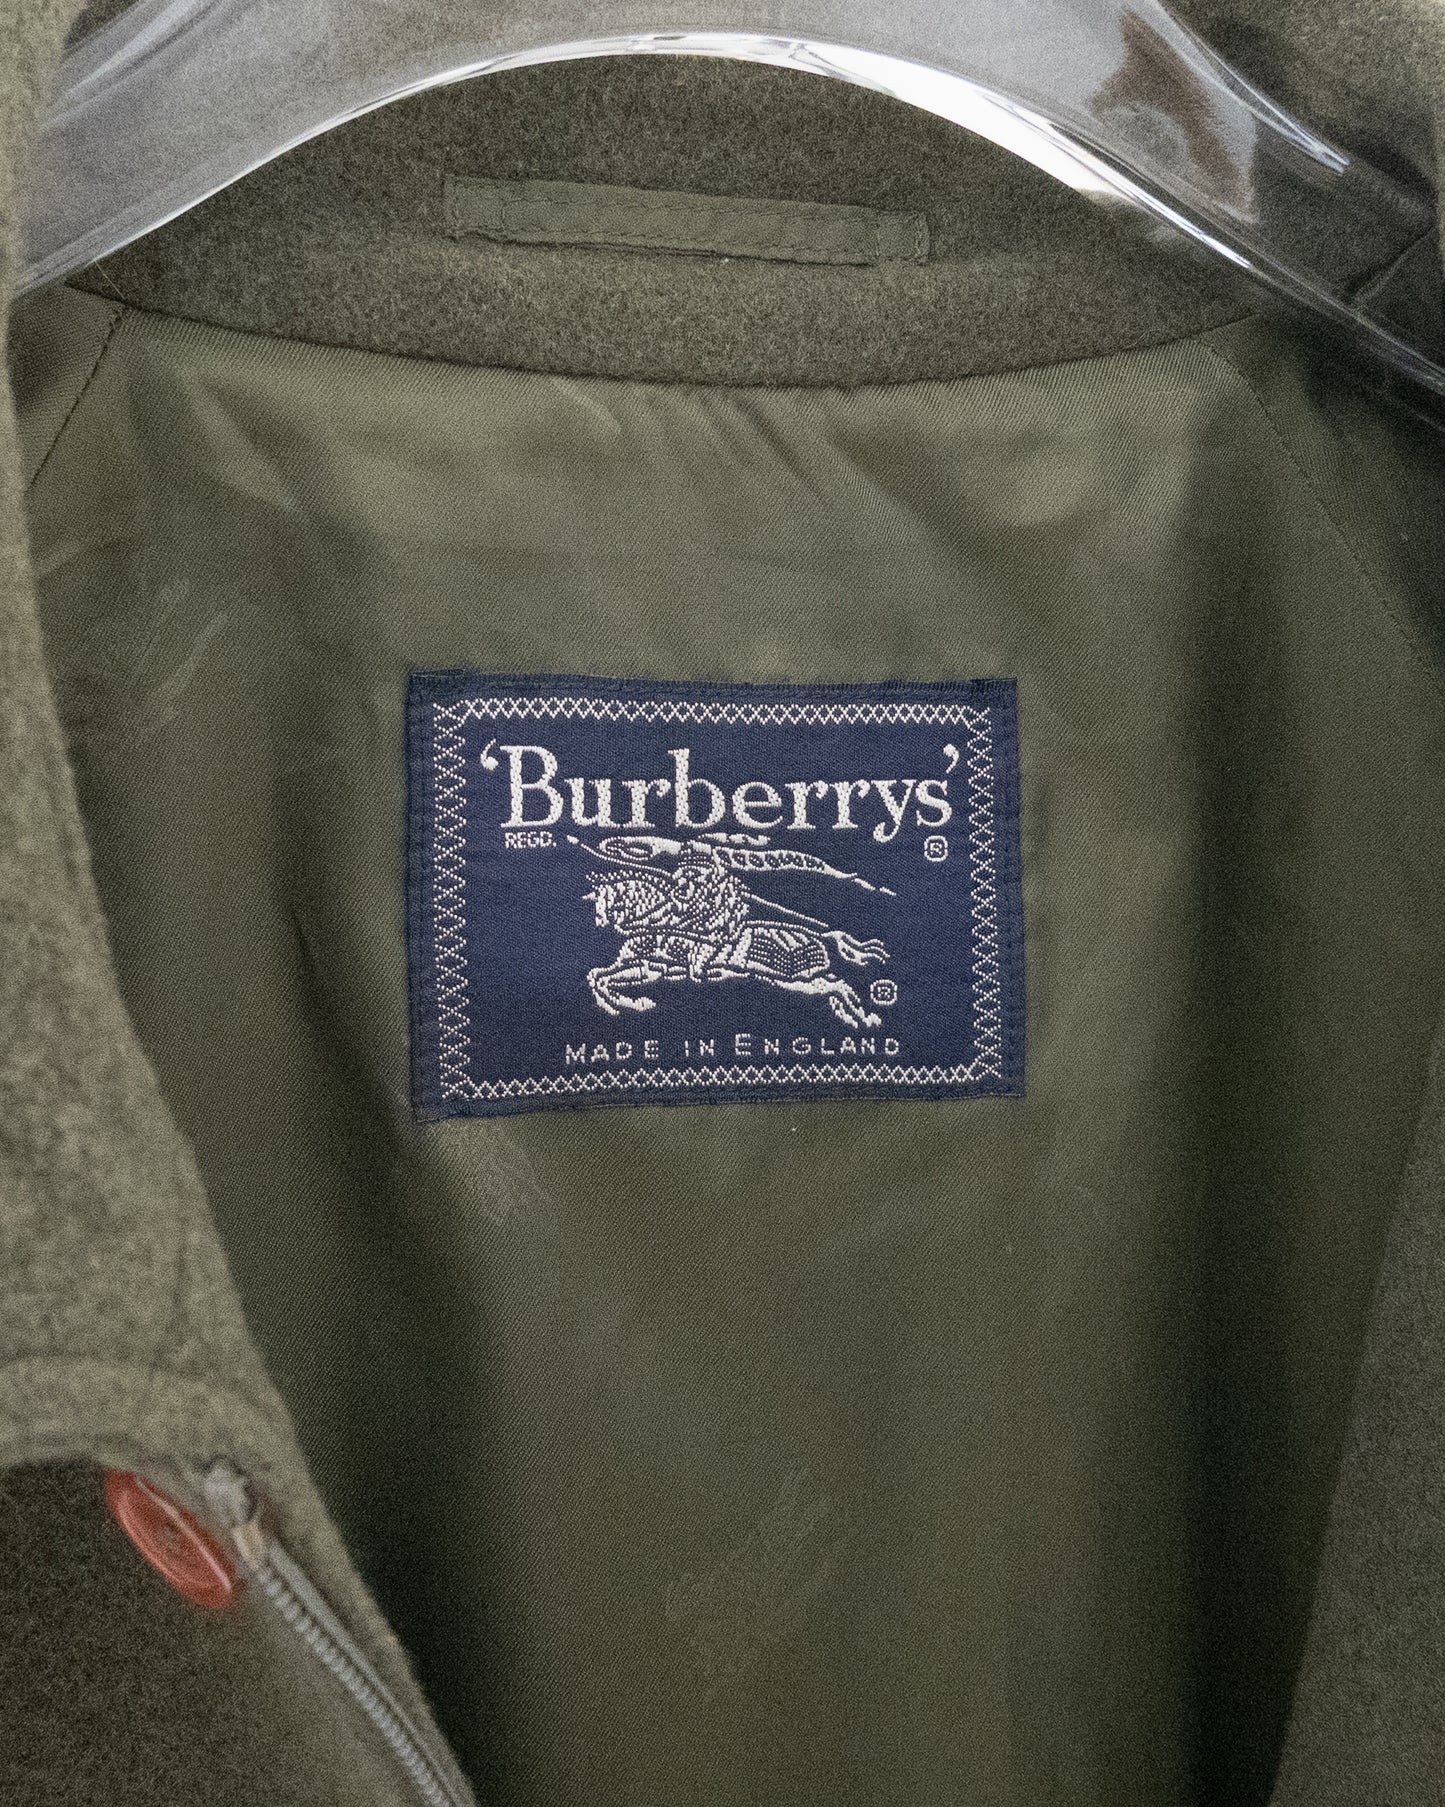 ‘Burberrys’
REGD. ®
®
MADE IN ENGLAND